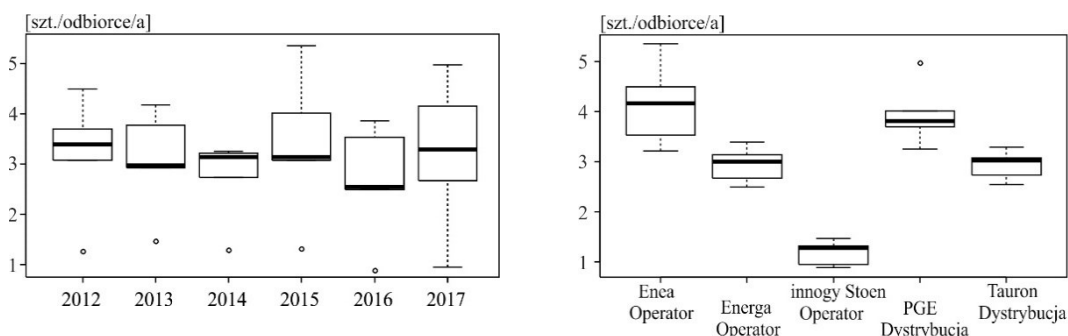 [szt./odbiorce/a]
5
4
3
2
1
2012 2013 2014 2015 2016 2017
[szt./odbiorce/a]
5
4
3
2
1
Enea
Operator
Energa
Operator
innogy Stoen
Operator
PGE
Dystrybucja
Tauron
Dystrybucja